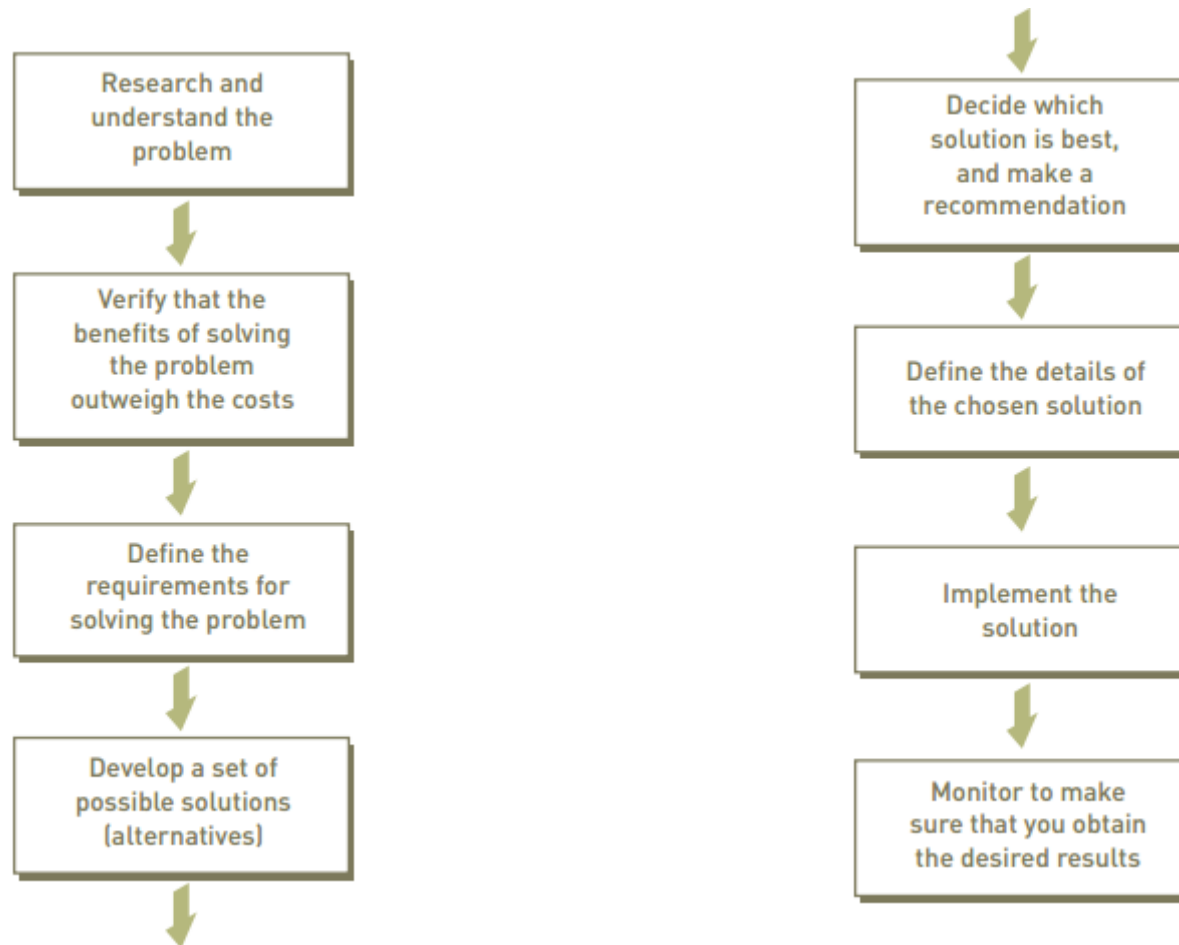 Research and
understand the
problem
Verify that the
benefits of solving
the problem
outweigh the costs
Define the
requirements for
solving the problem
Develop a set of
possible solutions
(alternatives)
Decide which
solution is best,
and make a
recommendation
Define the details of
the chosen solution
Implement the
solution
Monitor to make
sure that you obtain
the desired results